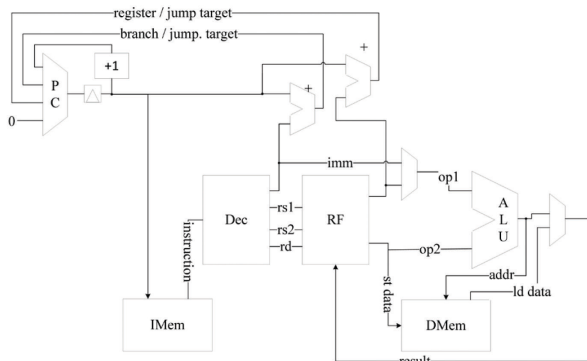 register / jump target
branch / jump. target
+
+1
P
C
+
0
imm
op1
A
L
U
Dec
rs1
rs2
rd
RF
instruction
op2
addr
st data
ld data
IMem
DMem
result